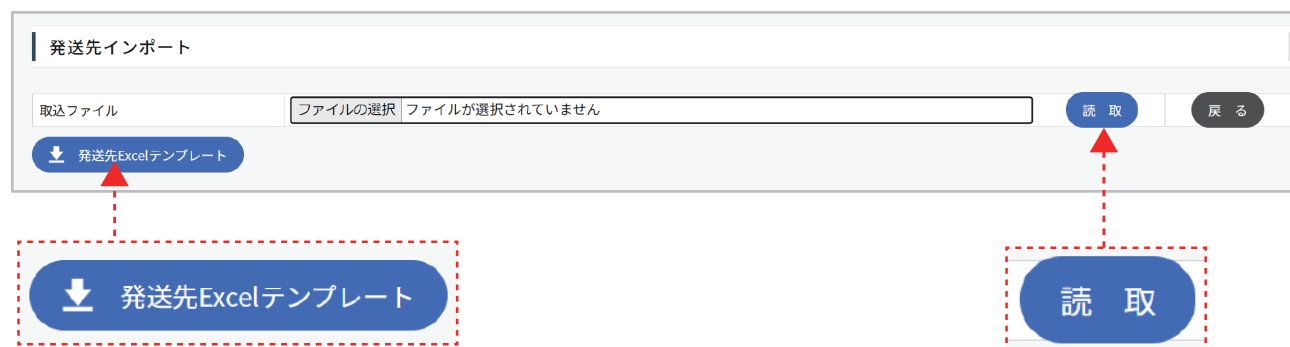 発送先インポート
取込ファイル
ファイルの選択 ファイルが選択されていません
読 取
戻 る
発送先Excelテンプレート
発送先Excelテンプレート
読 取